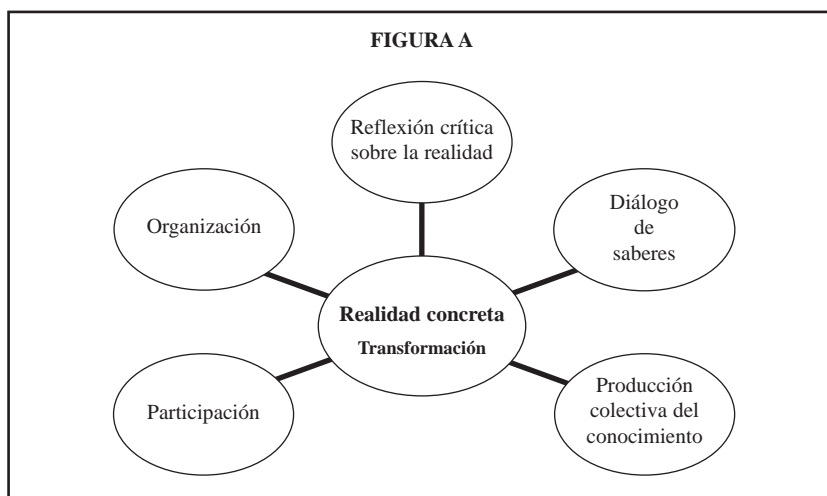 FIGURA A
Reflexión crítica
sobre la realidad
Organización
Diálogo
de
saberes
Realidad concreta
Transformación
Participación
Producción
colectiva del
conocimiento